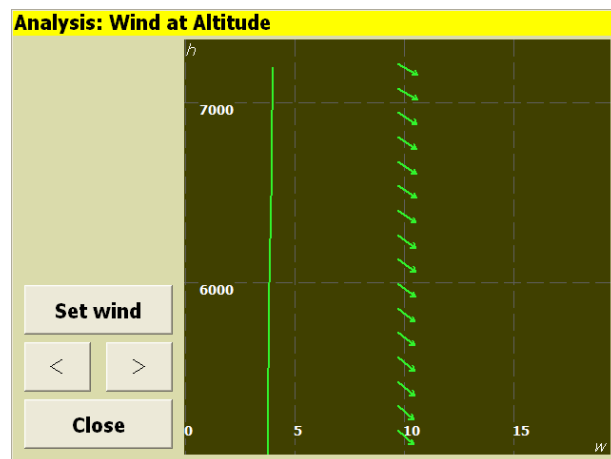 Analysis: Wind at Altitude
h
7000
6000
Set wind
< >
Close
0 5 10 15
w